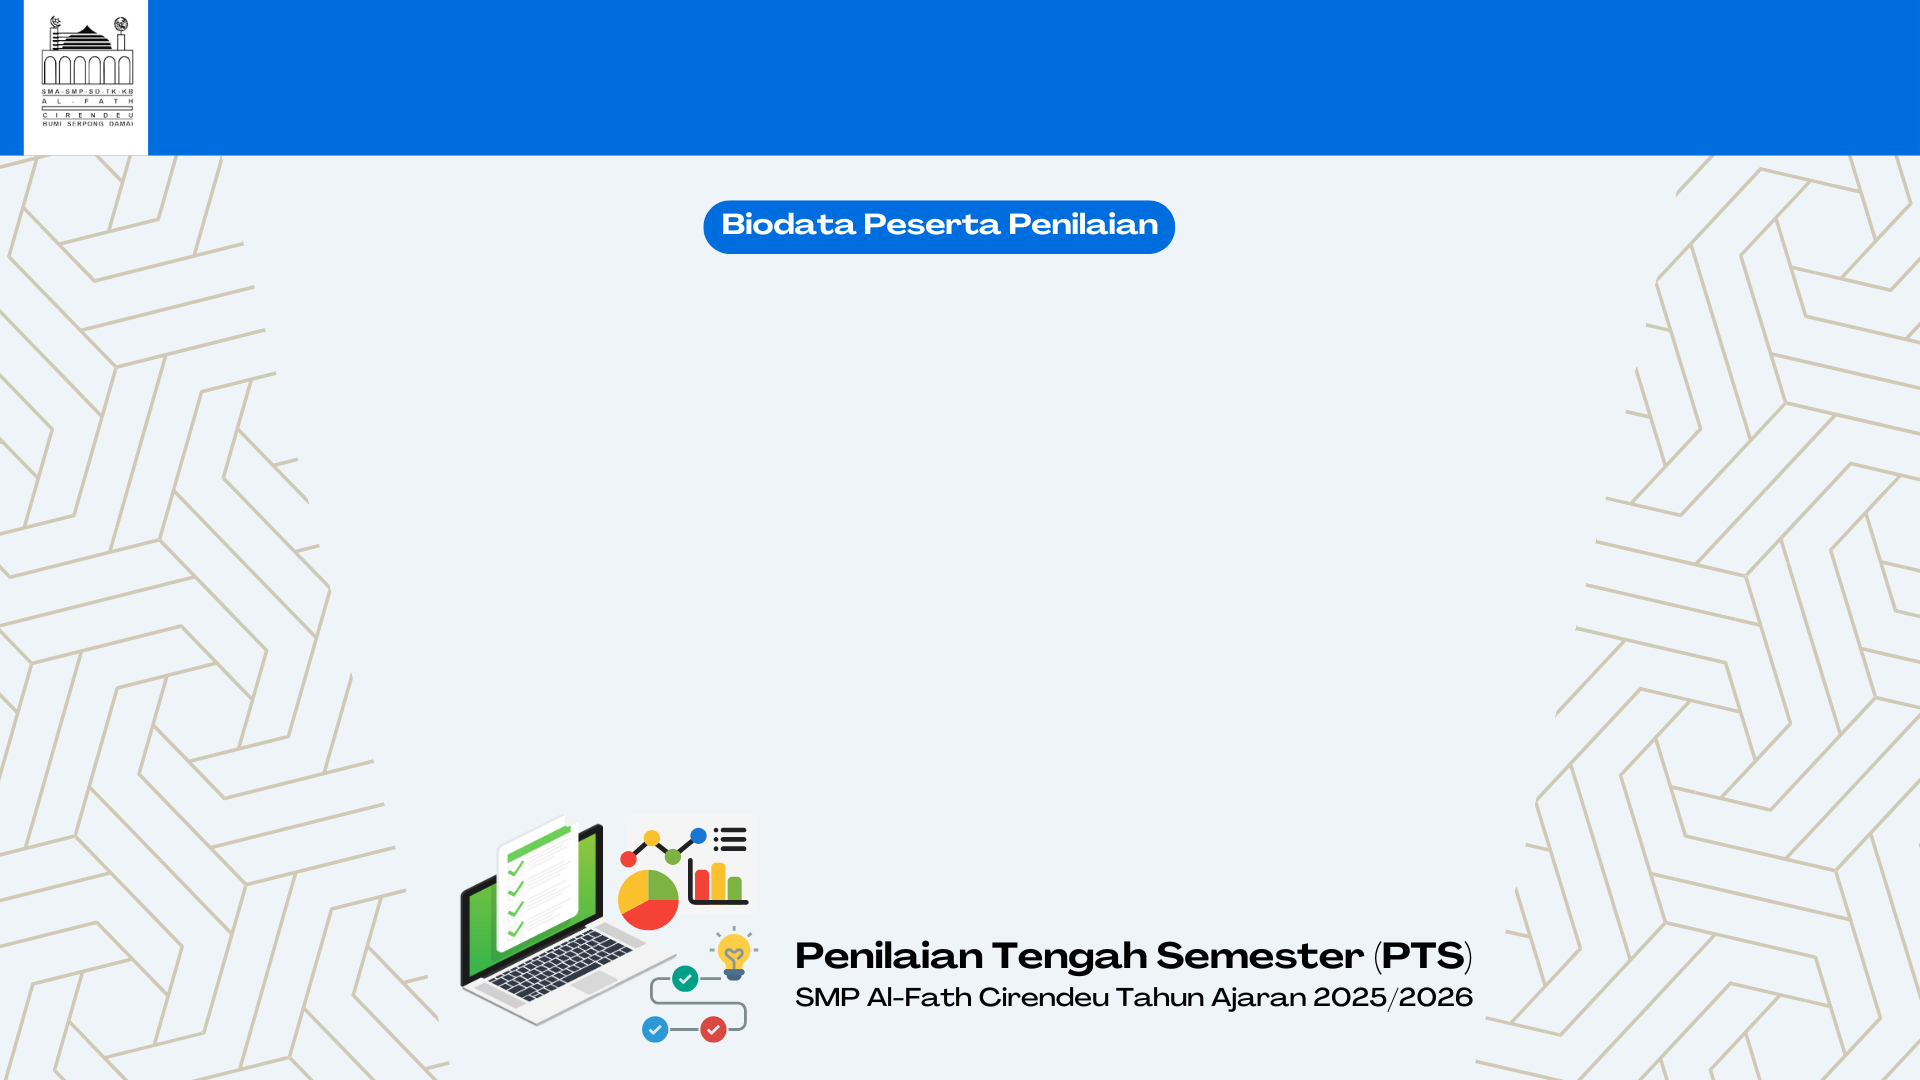 SMA-SMP-SD-TK-KB
AL-FATH
CIRENDEU
BUMI SERPONG DAMAI
Biodata Peserta Penilaian
Penilaian Tengah Semester (PTS)
SMP Al-Fath Cirendeu Tahun Ajaran 2025/2026